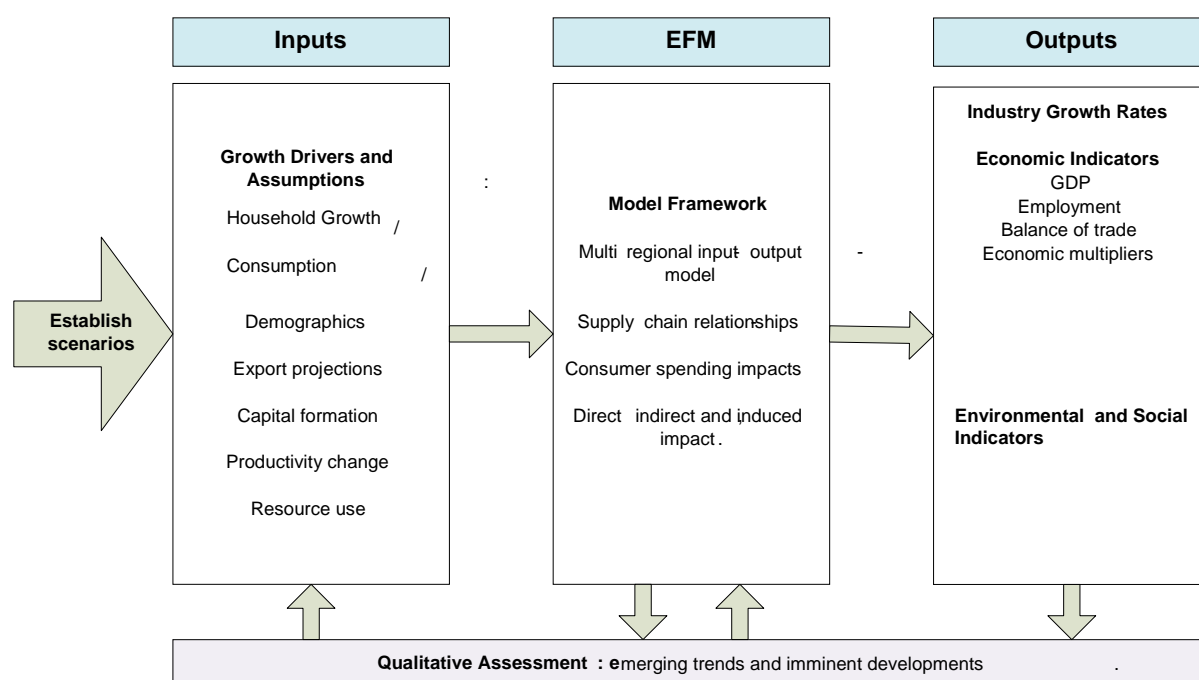 Inputs
EFM
Outputs
Establish
scenarios
Growth Drivers and
Assumptions :
Household Growth /
Consumption /
Demographics
Export projections
Capital formation
Productivity change
Resource use
Model Framework
Multi regional input- output -
model
Supply chain relationships
Consumer spending impacts
Direct , indirect and induced
impact .
Industry Growth Rates
Economic Indicators
GDP
Employment
Balance of trade
Economic multipliers
Environmental and Social
Indicators
Qualitative Assessment : emerging trends and imminent developments .